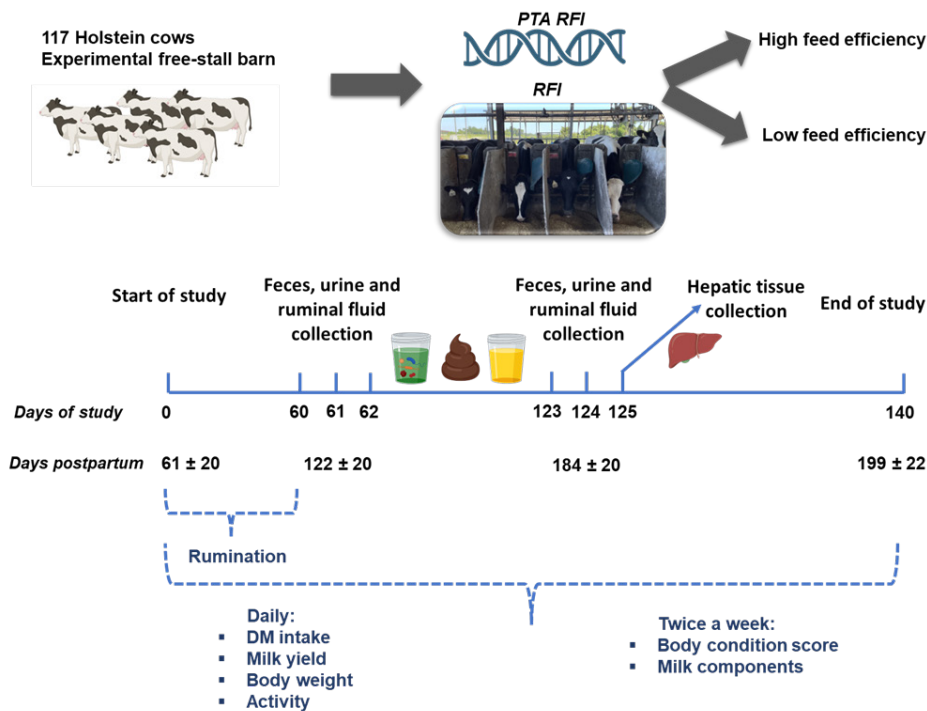 117 Holstein cows
Experimental free-stall barn
PTA RFI
RFI
High feed efficiency
Low feed efficiency
Start of study
Feces, urine and
ruminal fluid
collection
Feces, urine and
ruminal fluid
collection
Hepatic tissue
collection
End of study
Days of study 0 60 61 62 123 124 125 140
Days postpartum 61 ± 20 122 ± 20 184 ± 20 199 ± 22
Rumination
Daily:
▪ DM intake
▪ Milk yield
▪ Body weight
▪ Activity
Twice a week:
▪ Body condition score
▪ Milk components